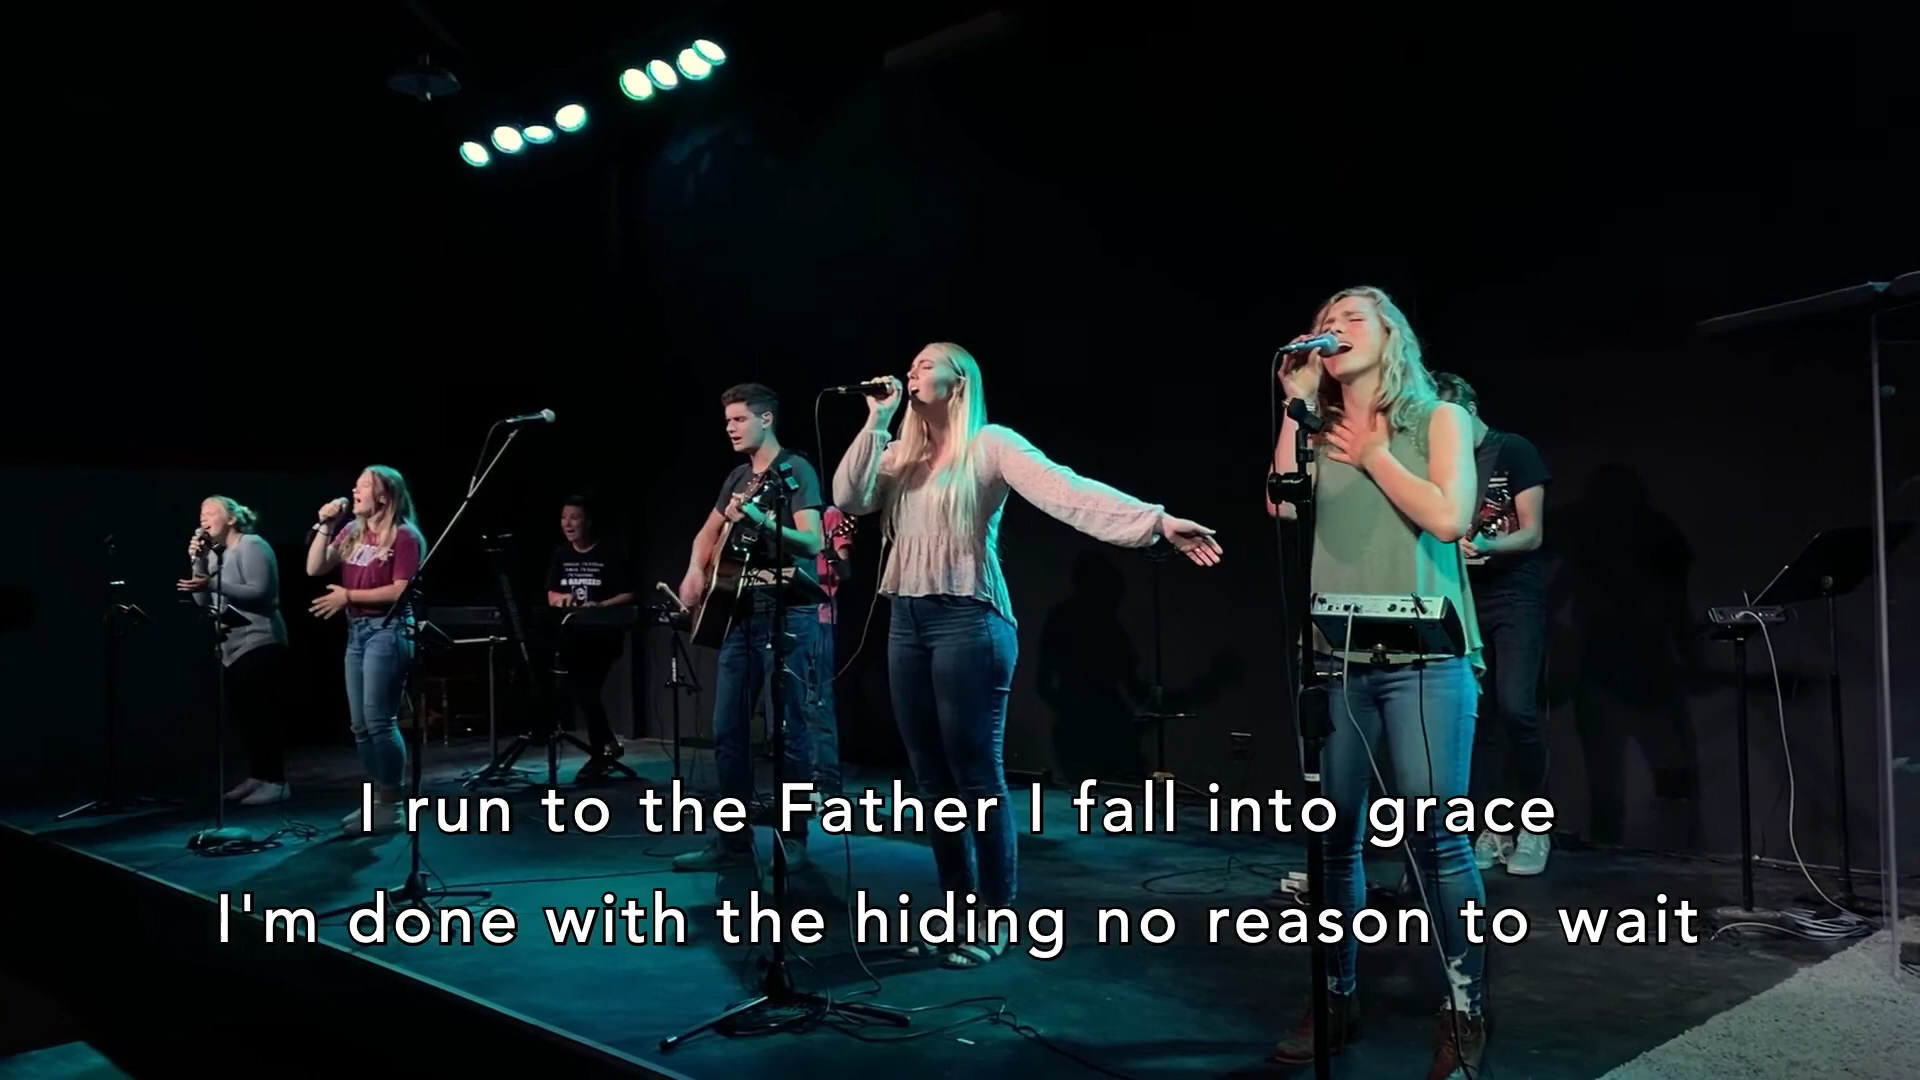 I run to the Father I fall into grace
I'm done with the hiding no reason to wait